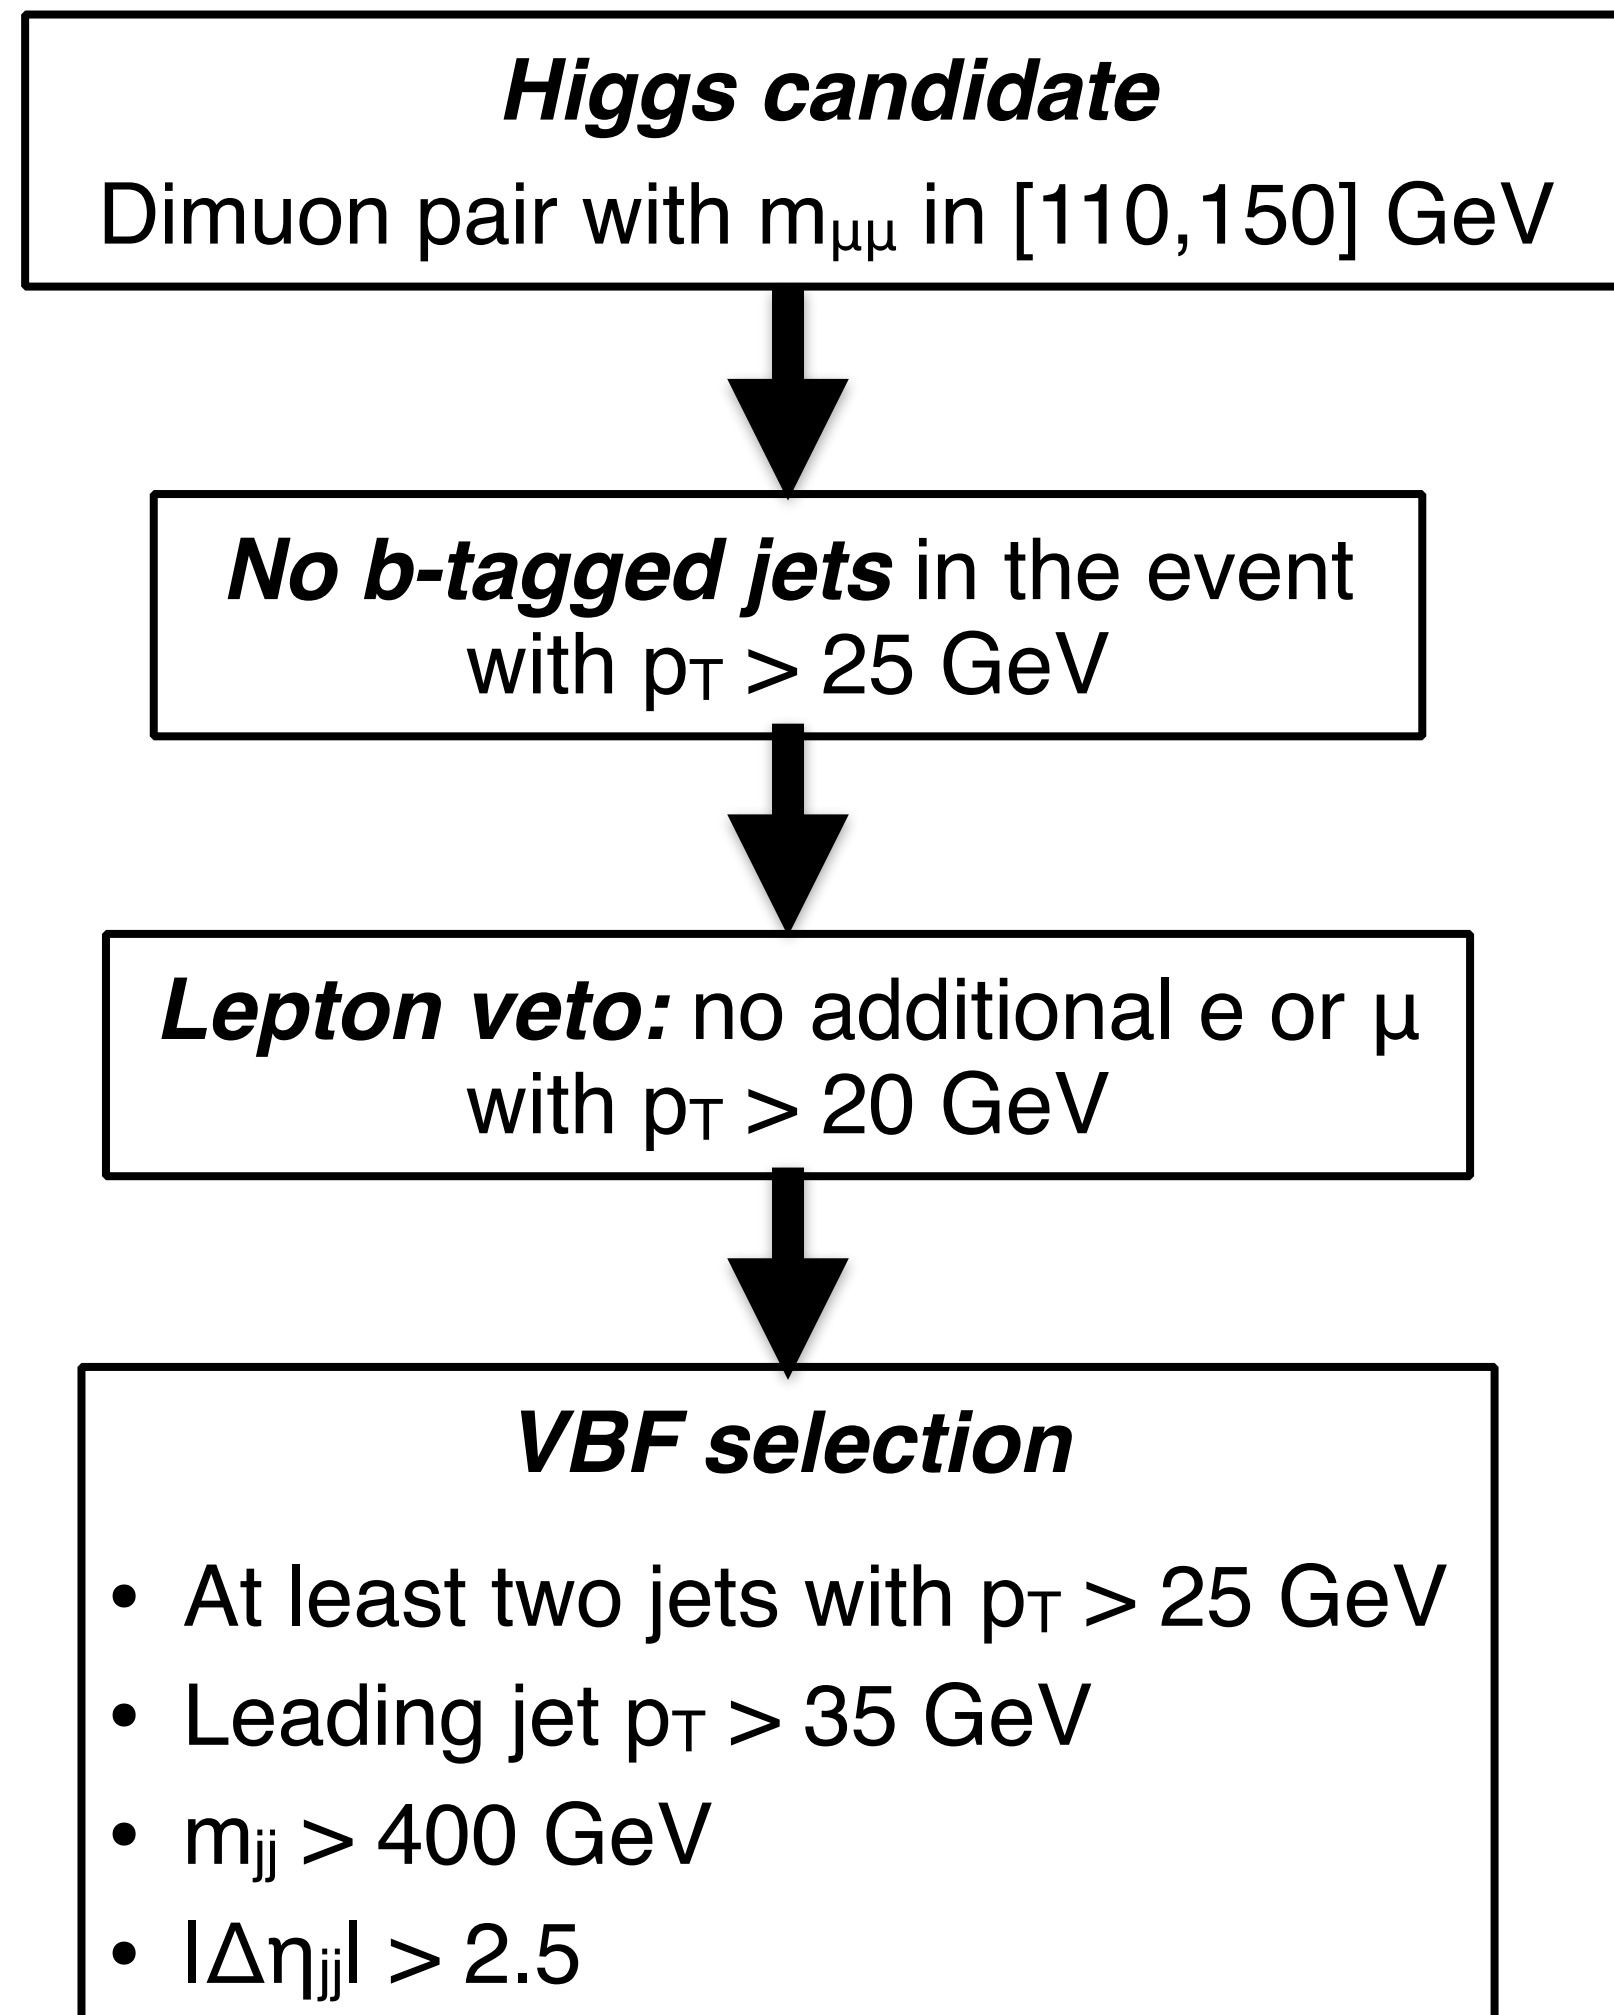 Higgs candidate
Dimuon pair with mμμ in [110,150] GeV
No b-tagged jets in the event
with pT > 25 GeV
Lepton veto: no additional e or μ
with pT > 20 GeV
VBF selection
• At least two jets with pT > 25 GeV
• Leading jet pT > 35 GeV
• mjj > 400 GeV
• |Δηjj| > 2.5